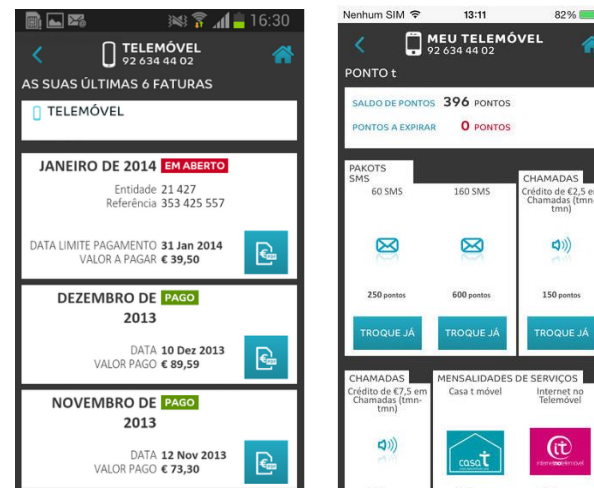 16:30
TELEMÓVEL
92 634 44 02
AS SUAS ÚLTIMAS 6 FATURAS
TELEMÓVEL
JANEIRO DE 2014 EM ABERTO
Entidade 21 427
Referência 353 425 557
DATA LIMITE PAGAMENTO 31 Jan 2014
VALOR A PAGAR € 39,50
DEZEMBRO DE PAGO
2013
DATA 10 Dez 2013
VALOR PAGO € 89,59
NOVEMBRO DE PAGO
2013
DATA 12 Nov 2013
VALOR PAGO € 73,30
Nenhum SIM 13:11 82%
MEU TELEMÓVEL
92 634 44 02
PONTO t
SALDO DE PONTOS 396 PONTOS
PONTOS A EXPIRAR 0 PONTOS
PAKOTS
SMS
60 SMS
250 pontos
TROQUE JÁ
160 SMS
600 pontos
TROQUE JÁ
CHAMADAS
Crédito de €2,5 e
Chamadas (tmn-
tmn)
150 pontos
TROQUE JÁ
CHAMADAS
Crédito de €7,5 em
Chamadas (tmn-
tmn)
MENSALIDADES DE SERVIÇOS
Casa t móvel
casa t
Internet no
Telemóvel
it